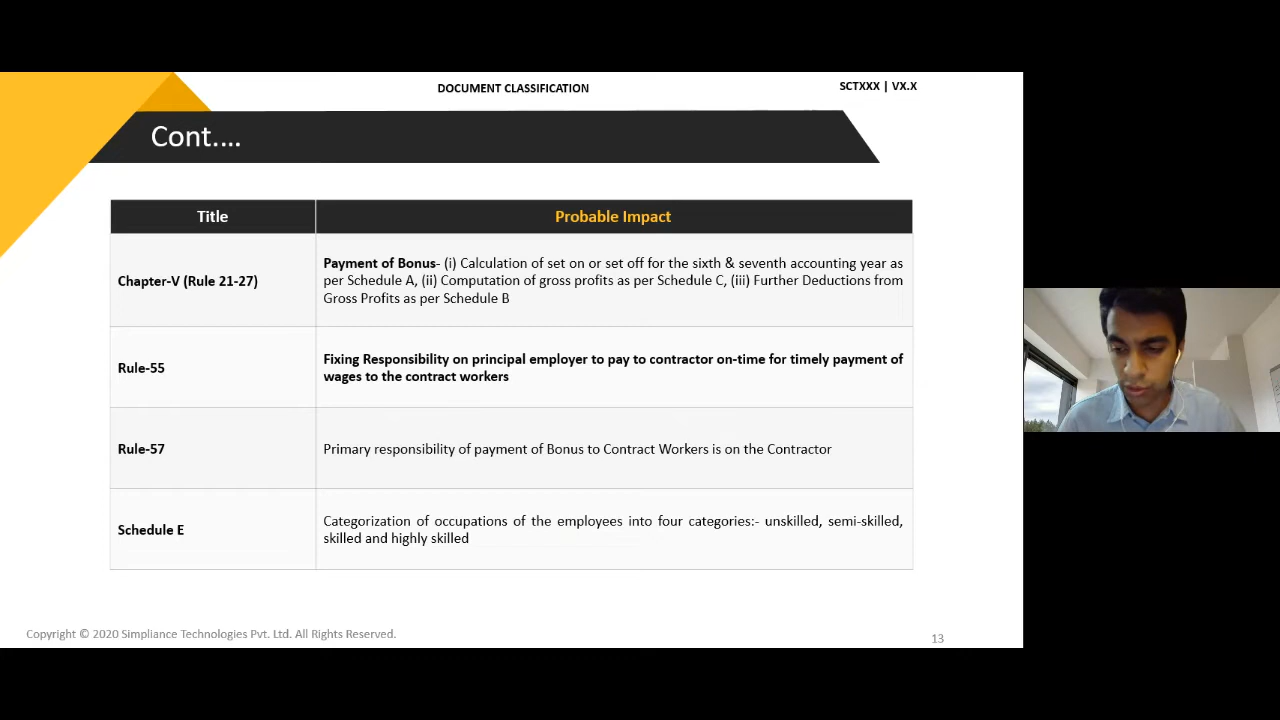 DOCUMENT CLASSIFICATION
SCTXXX | VX.X
Cont....
Title
Probable Impact
Chapter-V (Rule 21-27)
Payment of Bonus- (i) Calculation of set on or set off for the sixth & seventh accounting year as
per Schedule A, (ii) Computation of gross profits as per Schedule C, (iii) Further Deductions from
Gross Profits as per Schedule B
Rule-55
Fixing Responsibility on principal employer to pay to contractor on-time for timely payment of
wages to the contract workers
Rule-57
Primary responsibility of payment of Bonus to Contract Workers is on the Contractor
Schedule E
Categorization of occupations of the employees into four categories:- unskilled, semi-skilled,
skilled and highly skilled
Copyright © 2020 Simpliance Technologies Pvt. Ltd. All Rights Reserved.
13